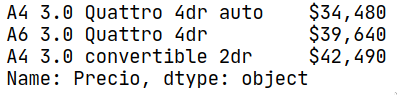 A4 3.0 Quattro 4dr auto    $34,480
A6 3.0 Quattro 4dr         $39,640
A4 3.0 convertible 2dr     $42,490
Name: Precio, dtype: object